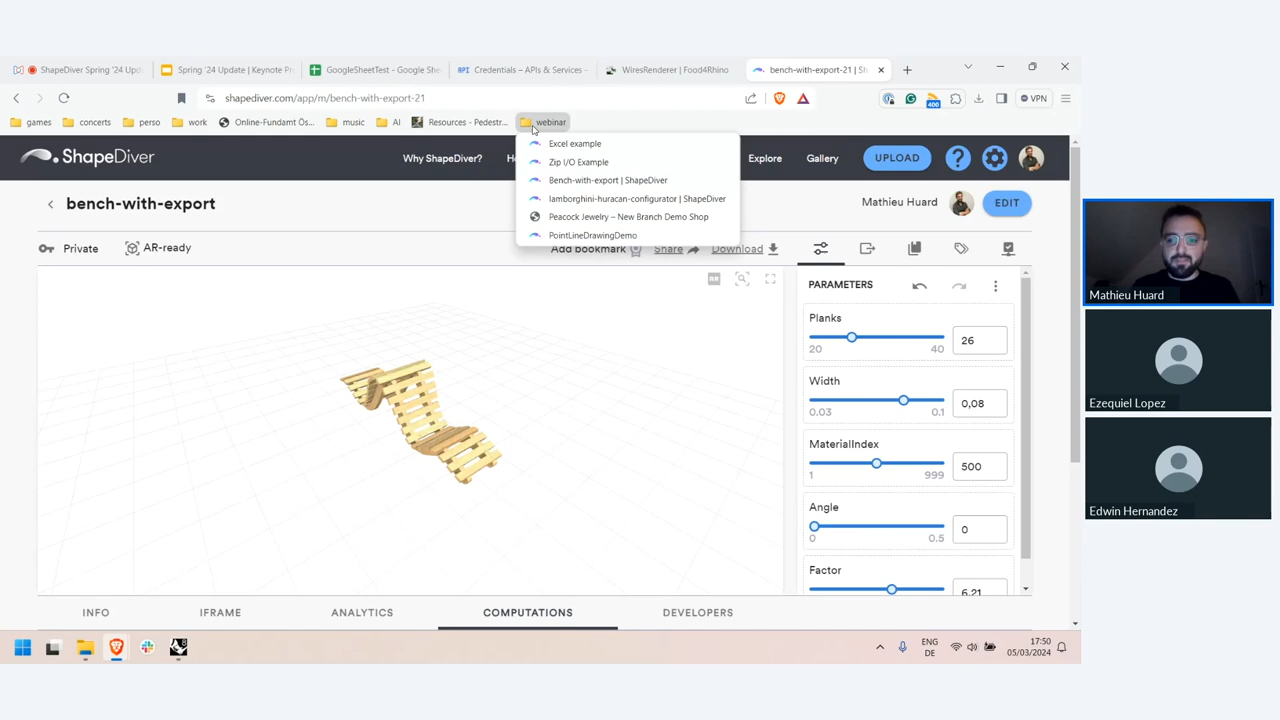 ShapeDiver Spring '24 Upd
Spring '24 Update | Keynote Pr
GoogleSheetTest - Google She
API
Credentials – APIs & Services –
WiresRenderer | Food4Rhino
bench-with-export-21 | Sh
shapediver.com/app/m/bench-with-export-21
400
VPN
games
concerts
perso
work
Online-Fundamt Ös...
music
AI
Resources - Pedestr...
webinar
Excel example
Zip I/O Example
Bench-with-export | ShapeDiver
lamborghini-huracan-configurator | ShapeDiver
Peacock Jewelry – New Branch Demo Shop
PointLineDrawingDemo
ShapeDiver
Why ShapeDiver?
Explore
Gallery
UPLOAD
bench-with-export
Mathieu Huard
EDIT
Private
AR-ready
Add bookmark
Share
Download
PARAMETERS
Planks
26
20
40
Width
0,08
0.03
0.1
MaterialIndex
500
1
999
Angle
0
0
0.5
Factor
6,21
INFO
IFRAME
ANALYTICS
COMPUTATIONS
DEVELOPERS
ENG
DE
17:50
05/03/2024
Mathieu Huard
Ezequiel Lopez
Edwin Hernandez